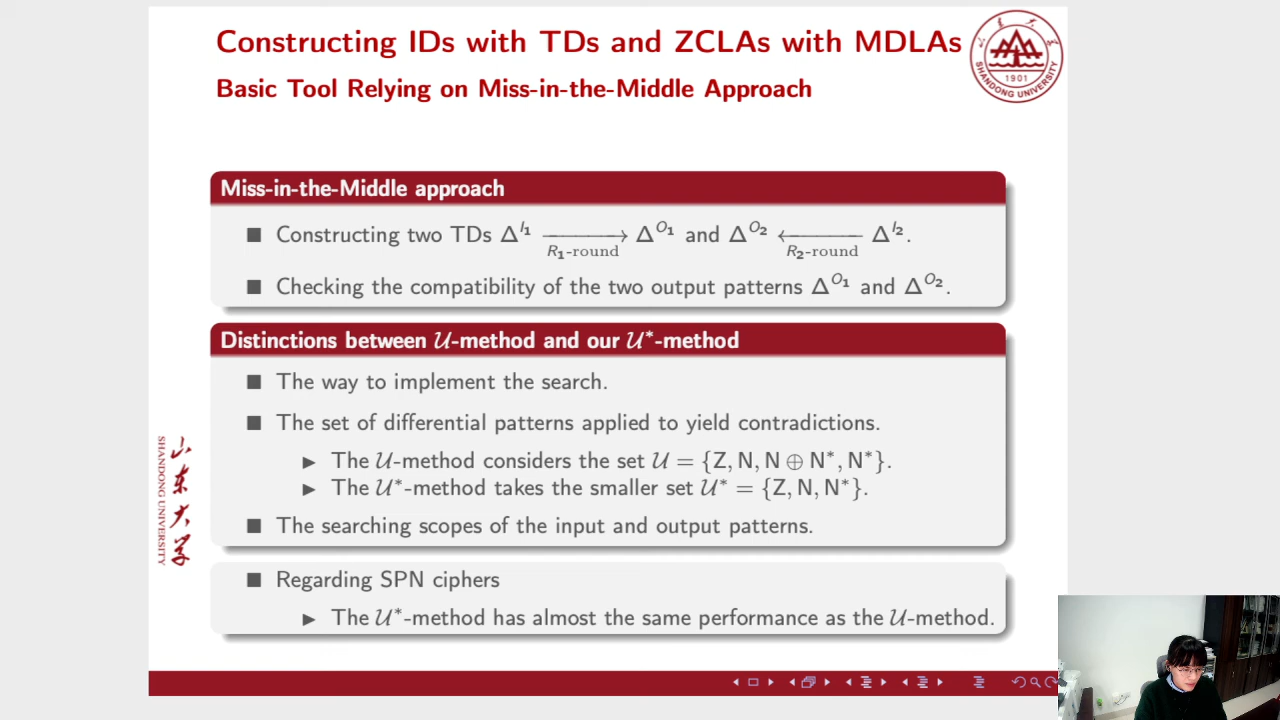 Constructing IDs with TDs and ZCLAs with MDLAs
Basic Tool Relying on Miss-in-the-Middle Approach
SHANDONG UNIVERSITY
1901
Miss-in-the-Middle approach
Constructing two TDs Δ^{I₁} → R₁-round Δ^{O₁} and Δ^{O₂} ← R₂-round Δ^{I₂}.
Checking the compatibility of the two output patterns Δ^{O₁} and Δ^{O₂}.
Distinctions between 𝒰-method and our 𝒰*-method
The way to implement the search.
The set of differential patterns applied to yield contradictions.
The 𝒰-method considers the set 𝒰 = {Z, N, N ⊕ N*, N*}.
The 𝒰*-method takes the smaller set 𝒰* = {Z, N, N*}.
The searching scopes of the input and output patterns.
Regarding SPN ciphers
The 𝒰*-method has almost the same performance as the 𝒰-method.
山东大学
SHANDONG UNIVERSITY